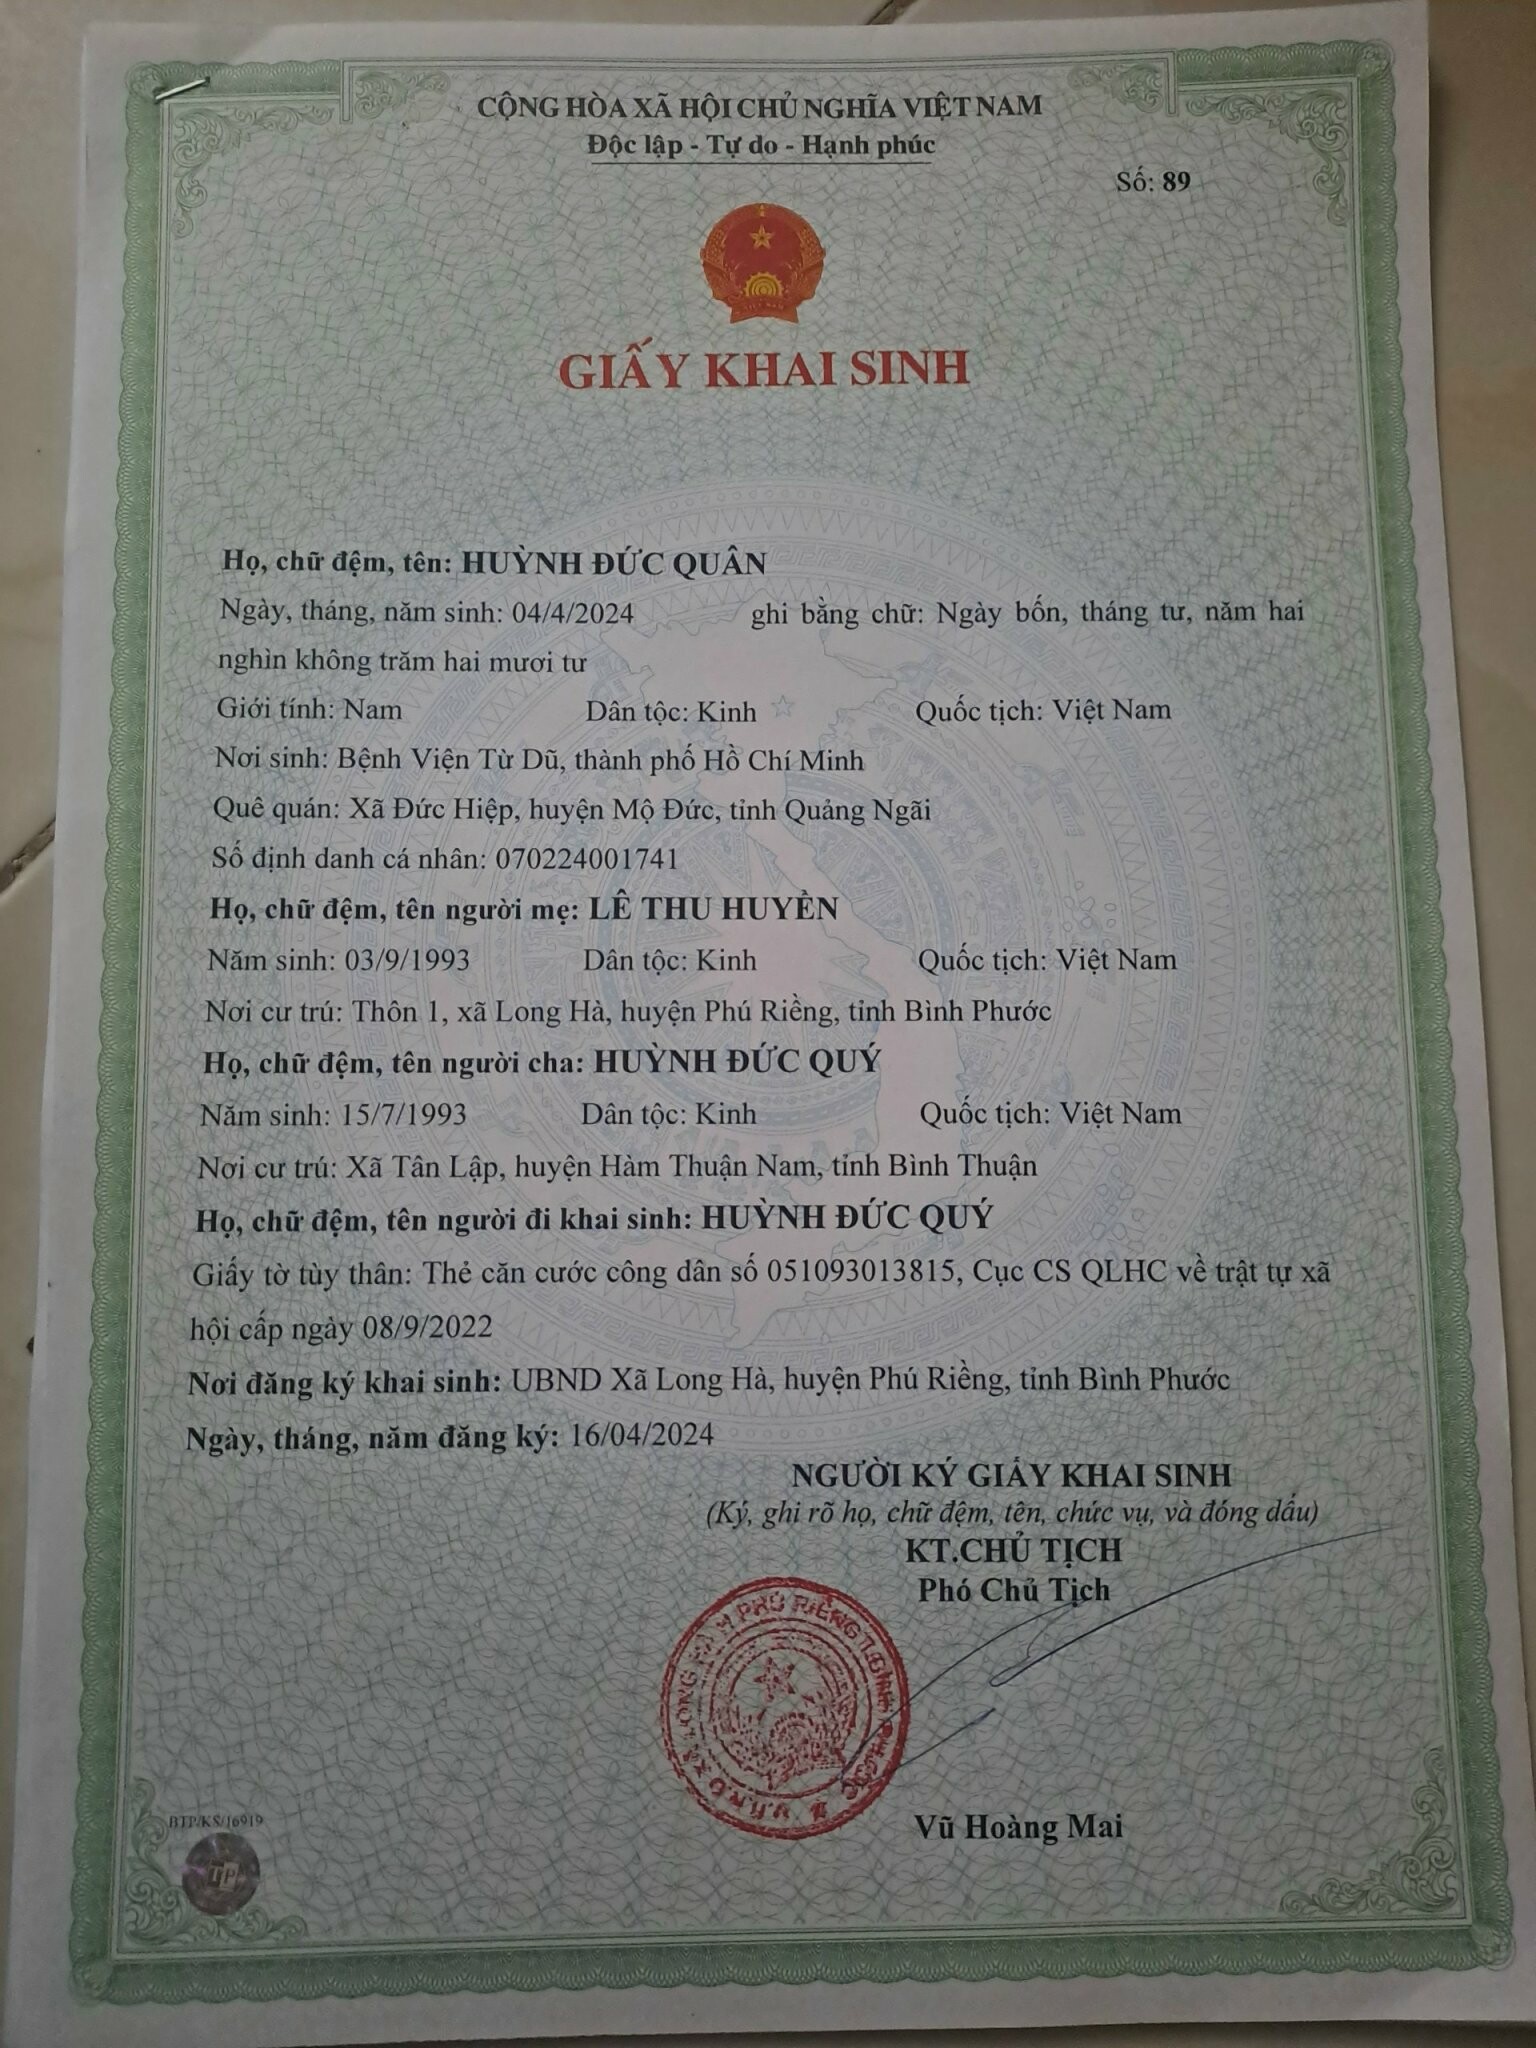 CỘNG HÒA XÃ HỘI CHỦ NGHĨA VIỆT NAM
Độc lập - Tự do - Hạnh phúc
Số: 89
GIẤY KHAI SINH
Họ, chữ đệm, tên: HUỲNH ĐỨC QUÂN
Ngày, tháng, năm sinh: 04/4/2024 ghi bằng chữ: Ngày bốn, tháng tư, năm hai
nghìn không trăm hai mươi tư
Giới tính: Nam Dân tộc: Kinh Quốc tịch: Việt Nam
Nơi sinh: Bệnh Viện Từ Dũ, thành phố Hồ Chí Minh
Quê quán: Xã Đức Hiệp, huyện Mộ Đức, tỉnh Quảng Ngãi
Số định danh cá nhân: 070224001741
Họ, chữ đệm, tên người mẹ: LÊ THU HUYỀN
Năm sinh: 03/9/1993 Dân tộc: Kinh Quốc tịch: Việt Nam
Nơi cư trú: Thôn 1, xã Long Hà, huyện Phú Riềng, tỉnh Bình Phước
Họ, chữ đệm, tên người cha: HUỲNH ĐỨC QUÝ
Năm sinh: 15/7/1993 Dân tộc: Kinh Quốc tịch: Việt Nam
Nơi cư trú: Xã Tân Lập, huyện Hàm Thuận Nam, tỉnh Bình Thuận
Họ, chữ đệm, tên người đi khai sinh: HUỲNH ĐỨC QUÝ
Giấy tờ tùy thân: Thẻ căn cước công dân số 051093013815, Cục CS QLHC về trật tự xã
hội cấp ngày 08/9/2022
Nơi đăng ký khai sinh: UBND Xã Long Hà, huyện Phú Riềng, tỉnh Bình Phước
Ngày, tháng, năm đăng ký: 16/04/2024
NGƯỜI KÝ GIẤY KHAI SINH
(Ký, ghi rõ họ, chữ đệm, tên, chức vụ, và đóng dấu)
KT.CHỦ TỊCH
Phó Chủ Tịch
Vũ Hoàng Mai
BTP/KS/16919
TP